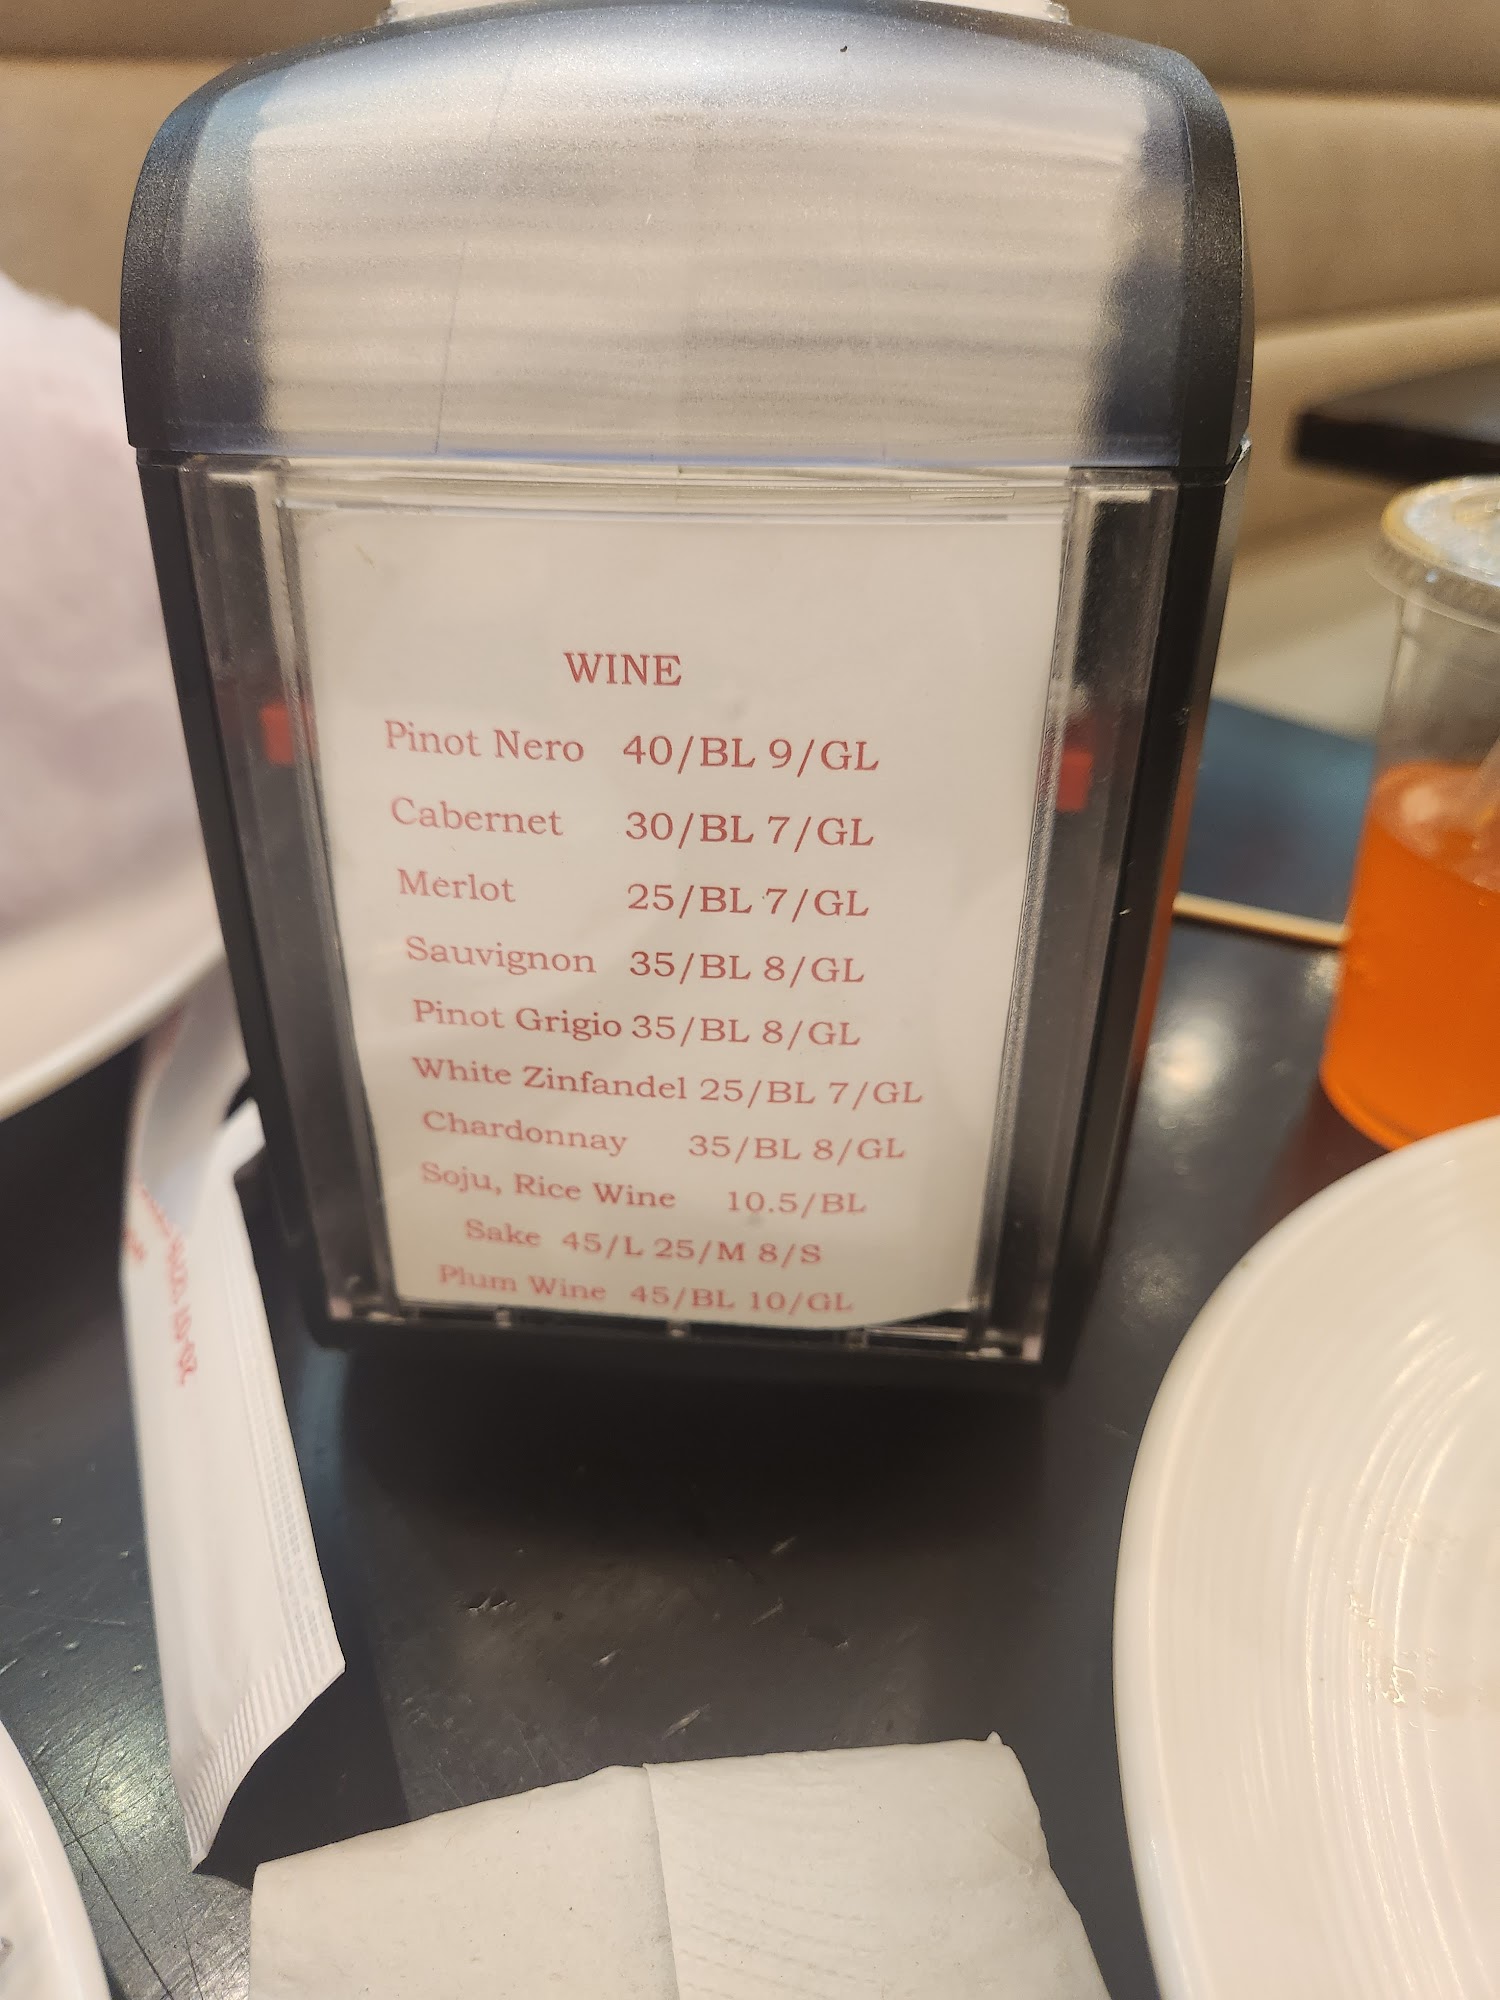 WINE
Pinot Nero 40/BL 9/GL
Cabernet 30/BL 7/GL
Merlot 25/BL 7/GL
Sauvignon 35/BL 8/GL
Pinot Grigio 35/BL 8/GL
White Zinfandel 25/BL 7/GL
Chardonnay 35/BL 8/GL
Soju, Rice Wine 10.5/BL
Sake 45/L 25/M 8/S
Plum Wine 45/BL 10/GL